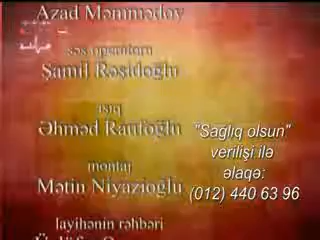 Azad Məmmədov
səs operatoru
Şamil Rəşidoğlu
işıq
Əhməd Raufoğlu
montaj
Mətin Niyazioğlu
layihənin rəhbəri
"Sağlıq olsun"
verilişi ilə
əlaqə:
(012) 440 63 96